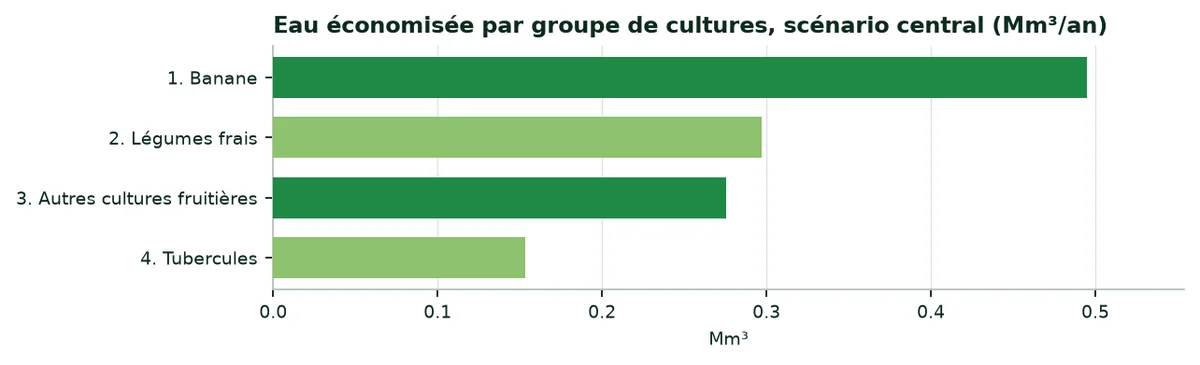 Eau économisée par groupe de cultures, scénario central (Mm³/an)
1. Banane
2. Légumes frais
3. Autres cultures fruitières
4. Tubercules
0.0 0.1 0.2 0.3 0.4 0.5
Mm³